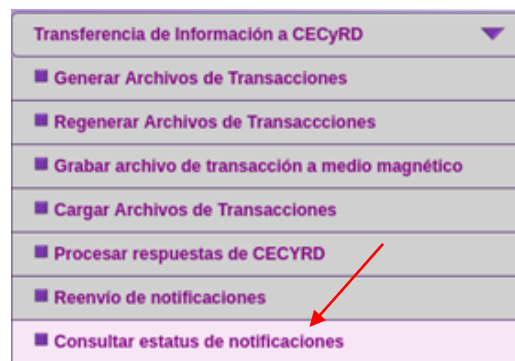 Transferencia de Información a CECyRD
Generar Archivos de Transacciones
Regenerar Archivos de Transaccciones
Grabar archivo de transacción a medio magnético
Cargar Archivos de Transacciones
Procesar respuestas de CECYRD
Reenvío de notificaciones
Consultar estatus de notificaciones